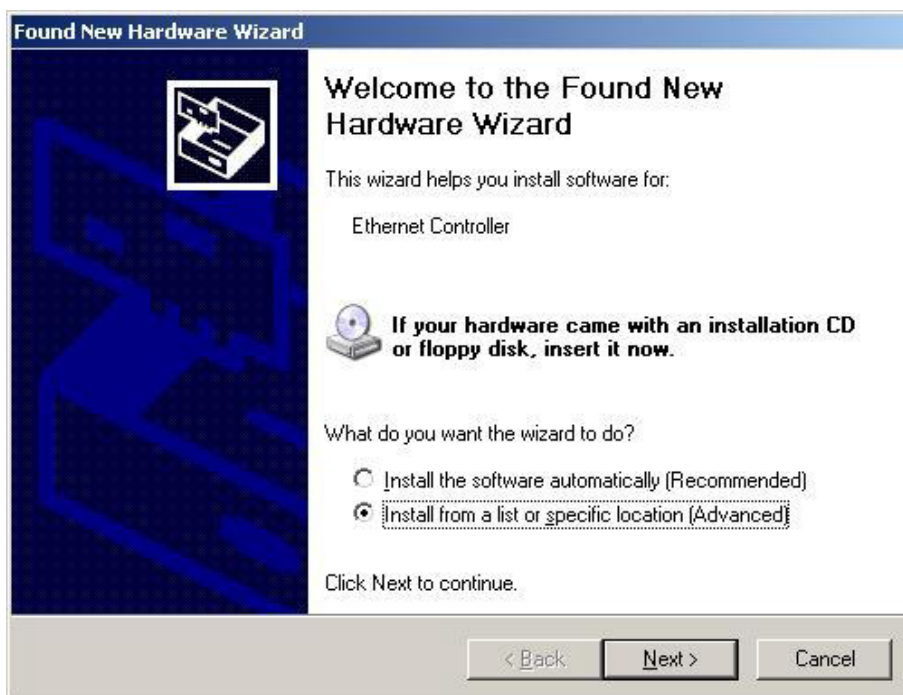 Found New Hardware Wizard
Welcome to the Found New
Hardware Wizard
This wizard helps you install software for:
Ethernet Controller
If your hardware came with an installation CD
or floppy disk, insert it now.
What do you want the wizard to do?
Install the software automatically (Recommended)
Install from a list or specific location (Advanced)
Click Next to continue.
< Back
Next >
Cancel